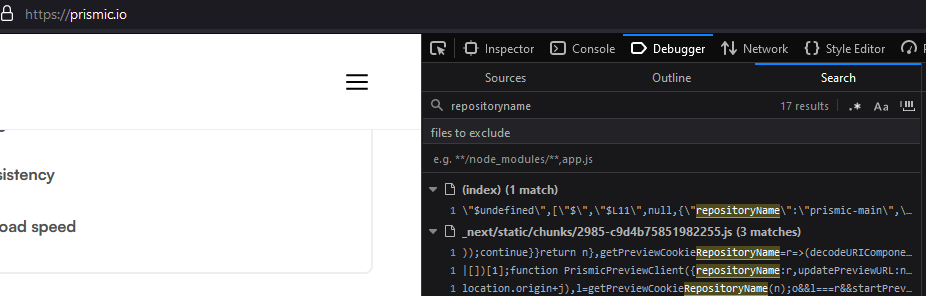 https://prismic.io
Inspector
Console
Debugger
Network
{} Style Editor
Sources
Outline
Search
repositoryname
17 results
.*
Aa
files to exclude
e.g. **/node_modules/**,app.js
sistency
oad speed
(index) (1 match)
1 \"$undefined\",[\"$\",\"$L11\",null,{\"repositoryName\":\"prismic-main\",\
_next/static/chunks/2985-c9d4b75851982255.js (3 matches)
1 ));continue}}return n},getPreviewCookieRepositoryName=r=>(decodeURICompone
1 |[])[1];function PrismicPreviewClient({repositoryName:r,updatePreviewURL:n
1 location.origin+j),l=getPreviewCookieRepositoryName(n);o&&l===r&&startPrev